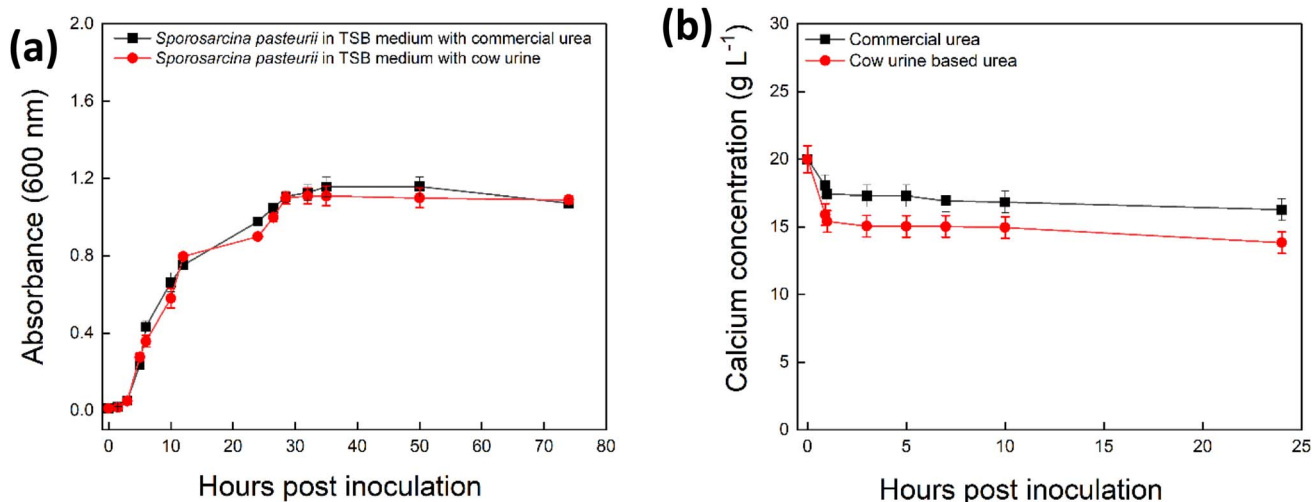 (a)
Sporosarcina pasteurii in TSB medium with commercial urea
Sporosarcina pasteurii in TSB medium with cow urine
Absorbance (600 nm)
2.0
1.6
1.2
0.8
0.4
0.0
0 10 20 30 40 50 60 70 80
Hours post inoculation
(b)
Commercial urea
Cow urine based urea
Calcium concentration (g L-1)
30
25
20
15
10
5
0
0 5 10 15 20 25
Hours post inoculation